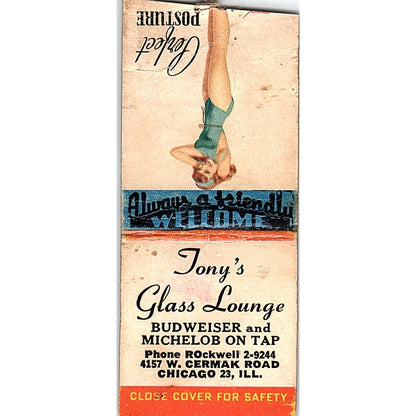 Perfect
POSTURE
Always a friendly
WELCOME
Tony's
Glass Lounge
BUDWEISER and
MICHELOB ON TAP
Phone ROckwell 2-9244
4157 W. CERMAK ROAD
CHICAGO 23, ILL.
CLOSE COVER FOR SAFETY